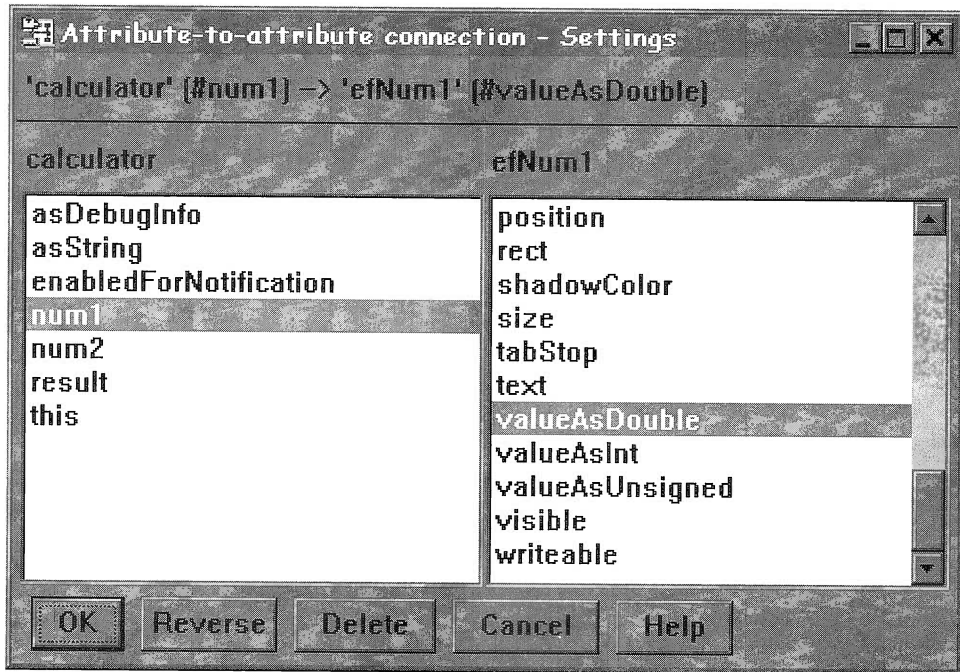 Attribute-to-attribute connection - Settings
'calculator' (#num1) -> 'efNum1' (#valueAsDouble)
calculator
asDebugInfo
asString
enabledForNotification
num1
num2
result
this
efNum1
position
rect
shadowColor
size
tabStop
text
valueAsDouble
valueAsInt
valueAsUnsigned
visible
writeable
OK Reverse Delete Cancel Help